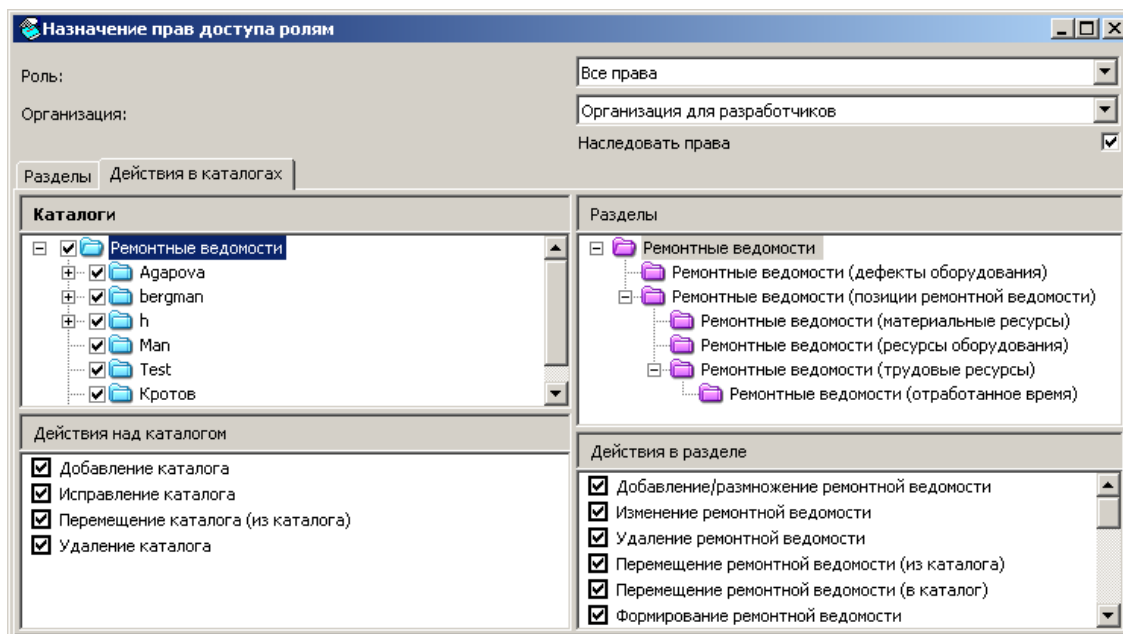 Назначение прав доступа ролям
Роль:
Все права
Организация:
Организация для разработчиков
Наследовать права
Разделы
Действия в каталогах
Каталоги
Ремонтные ведомости
Agapova
bergman
h
Man
Test
Кротов
Разделы
Ремонтные ведомости
Ремонтные ведомости (дефекты оборудования)
Ремонтные ведомости (позиции ремонтной ведомости)
Ремонтные ведомости (материальные ресурсы)
Ремонтные ведомости (ресурсы оборудования)
Ремонтные ведомости (трудовые ресурсы)
Ремонтные ведомости (отработанное время)
Действия над каталогом
Добавление каталога
Исправление каталога
Перемещение каталога (из каталога)
Удаление каталога
Действия в разделе
Добавление/размножение ремонтной ведомости
Изменение ремонтной ведомости
Удаление ремонтной ведомости
Перемещение ремонтной ведомости (из каталога)
Перемещение ремонтной ведомости (в каталог)
Формирование ремонтной ведомости